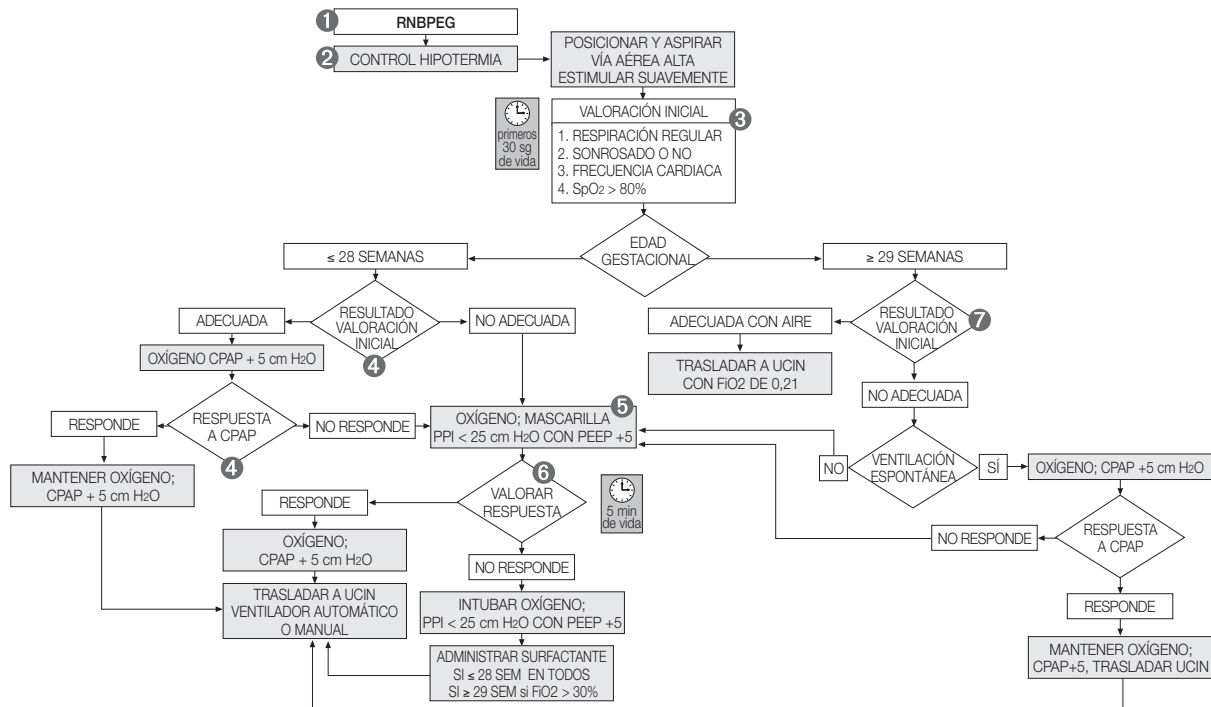 1 RNBPEG
2 CONTROL HIPOTERMIA
POSICIONAR Y ASPIRAR
VÍA AÉREA ALTA
ESTIMULAR SUAVEMENTE
primeros
30 sg
de vida
VALORACIÓN INICIAL 3
1. RESPIRACIÓN REGULAR
2. SONROSADO O NO
3. FRECUENCIA CARDIACA
4. SpO2 > 80%
EDAD
GESTACIONAL
≤ 28 SEMANAS
≥ 29 SEMANAS
RESULTADO
VALORACIÓN
INICIAL
4
ADECUADA
NO ADECUADA
OXÍGENO CPAP + 5 cm H2O
RESPUESTA
A CPAP
4
RESPONDE
NO RESPONDE
MANTENER OXÍGENO;
CPAP + 5 cm H2O
RESULTADO
VALORACIÓN
INICIAL
7
ADECUADA CON AIRE
TRASLADAR A UCIN
CON FiO2 DE 0,21
NO ADECUADA
VENTILACIÓN
ESPONTÁNEA
NO
SÍ
OXÍGENO; CPAP +5 cm H2O
RESPUESTA
A CPAP
NO RESPONDE
RESPONDE
MANTENER OXÍGENO;
CPAP+5, TRASLADAR UCIN
5
OXÍGENO; MASCARILLA
PPI < 25 cm H2O CON PEEP +5
6
VALORAR
RESPUESTA
5 min
de vida
RESPONDE
OXÍGENO;
CPAP + 5 cm H2O
TRASLADAR A UCIN
VENTILADOR AUTOMÁTICO
O MANUAL
NO RESPONDE
INTUBAR OXÍGENO;
PPI < 25 cm H2O CON PEEP +5
ADMINISTRAR SURFACTANTE
SI ≤ 28 SEM EN TODOS
SI ≥ 29 SEM si FiO2 > 30%